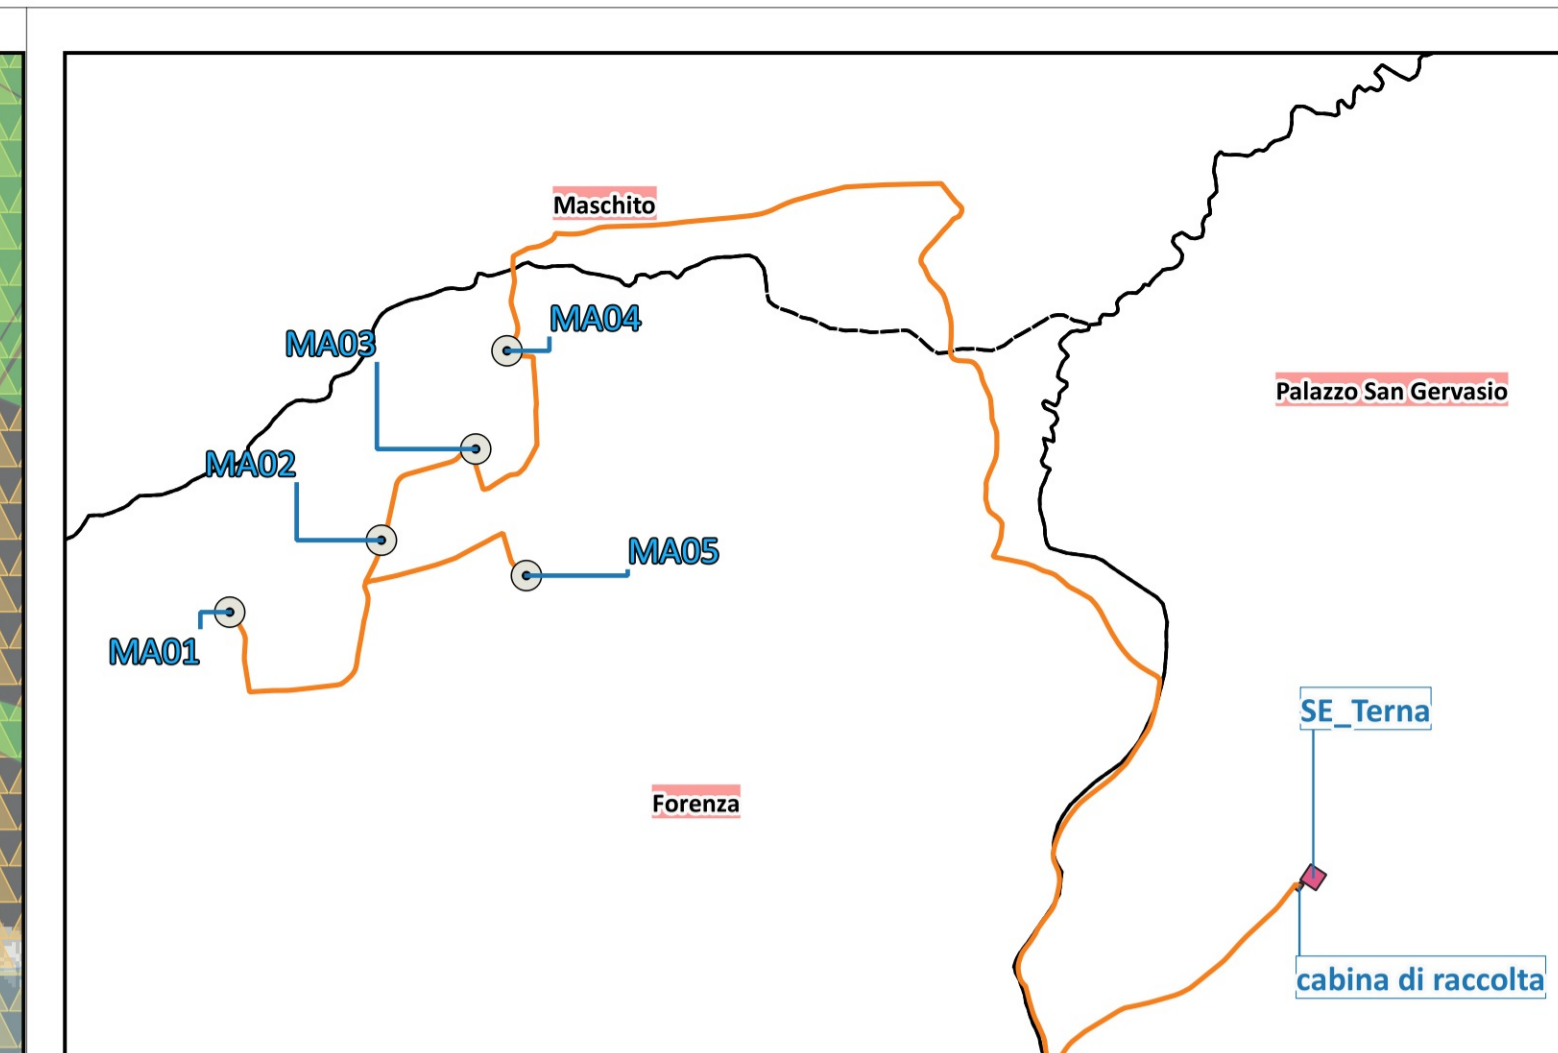 Maschito
MA04
MA03
Palazzo San Gervasio
MA02
MA05
MA01
SE_Terna
Forenza
cabina di raccolta